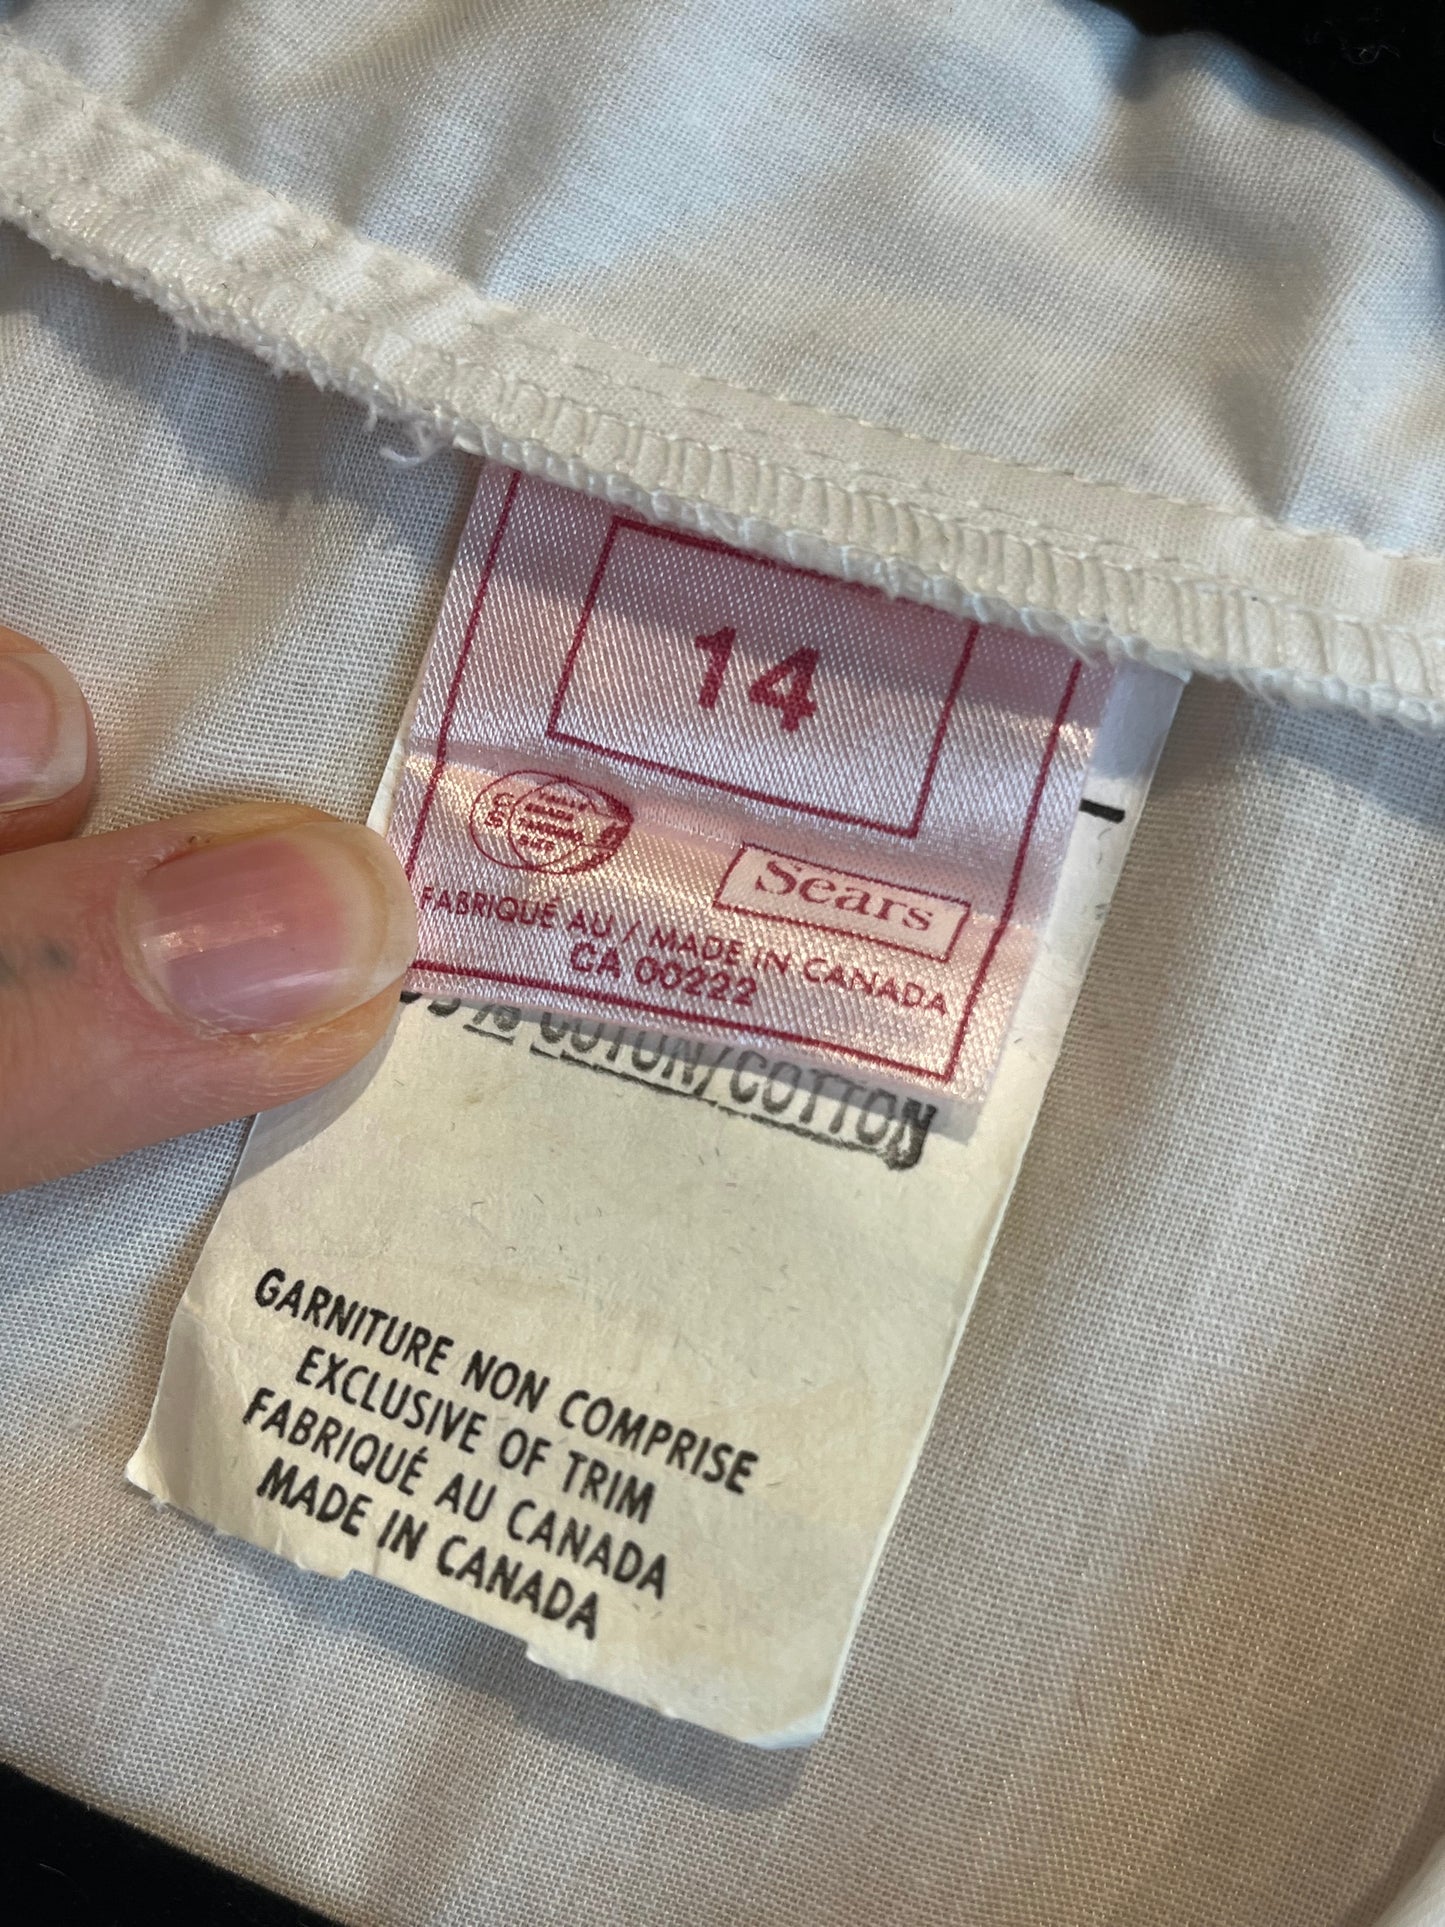 14
Sears
FABRIQUÉ AU / MADE IN CANADA
CA 00222
COTON/COTTON
GARNITURE NON COMPRISE
EXCLUSIVE OF TRIM
FABRIQUÉ AU CANADA
MADE IN CANADA